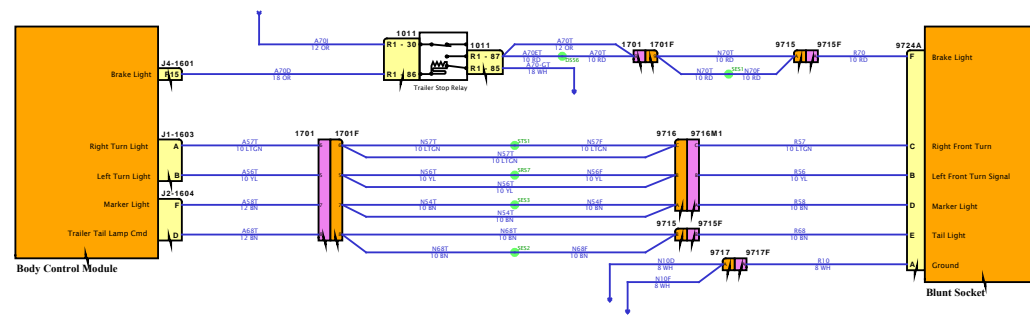 A70J
12 OR
1011
R1 - 30
R1 - 86
1011
R1 - 87
R1 - 85
Trailer Stop Relay
A70T
12 OR
A70ET
10 RD
A70T
10 RD
A70-GT
18 WH
1701
1701F
N70T
10 RD
N70T
10 RD
SES1
N70F
10 RD
9715
9715F
R70
10 RD
9724A
F
Brake Light
J4-1601
Brake Light
A70D
18 OR
J1-1603
Right Turn Light
A
A57T
10 LTGN
1701
1701F
N57T
10 LTGN
STS1
N57F
10 LTGN
N57T
10 LTGN
9716
9716M1
R57
10 LTGN
C
Right Front Turn
Left Turn Light
B
A56T
10 YL
N56T
10 YL
SRS7
N56F
10 YL
N56T
10 YL
R56
10 YL
B
Left Front Turn Signal
J2-1604
Marker Light
F
A58T
12 BN
N54T
10 BN
SES3
N54F
10 BN
N54T
10 BN
R58
10 BN
D
Marker Light
Trailer Tail Lamp Cmd
D
A68T
12 BN
N68T
10 BN
N68T
10 BN
SES2
N68F
10 BN
9715
9715F
R68
10 BN
E
Tail Light
N10D
8 WH
N10F
8 WH
9717
9717F
R10
8 WH
A
Ground
Body Control Module
Blunt Socket